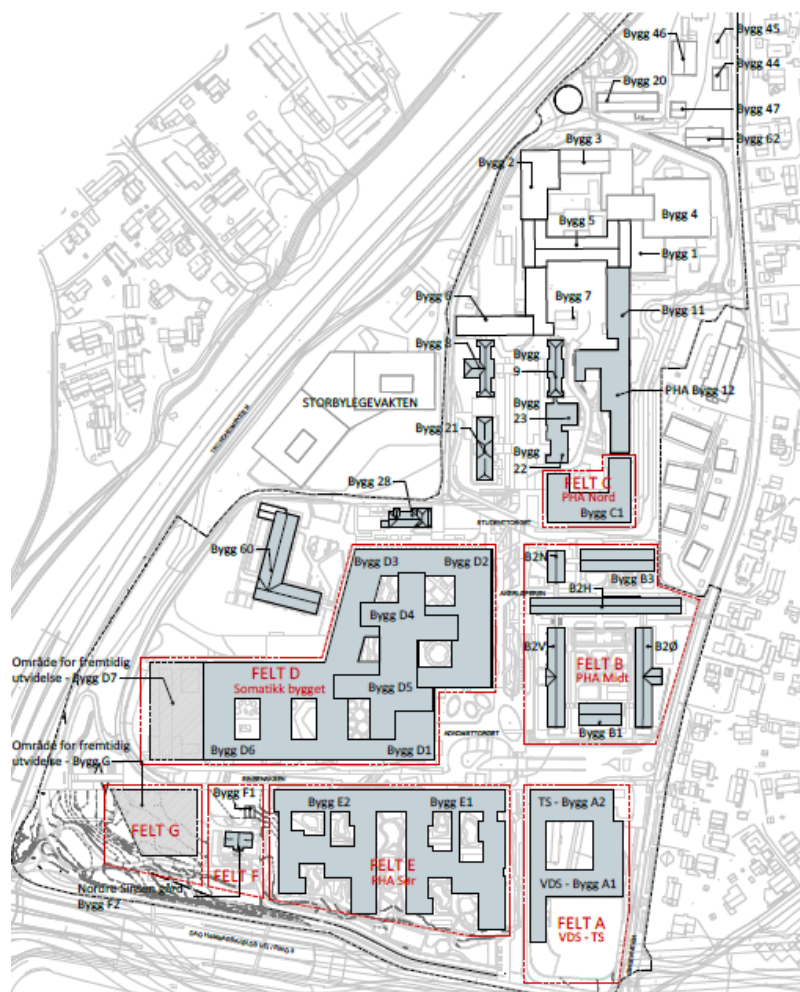 Bygg 46
Bygg 45
Bygg 44
Bygg 20
Bygg 47
Bygg 62
Bygg 3
Bygg 2
Bygg 4
Bygg 5
Bygg 1
Bygg 6
Bygg 7
Bygg 11
Bygg 8
Bygg
9
PHA Bygg 12
STORBYLEGEVAKTEN
Bygg
23
Bygg 21
Bygg
22
FELT C
PHA Nord
Bygg C1
Bygg 28
STUDENTTORGET
Bygg 60
Bygg D3
Bygg D2
B2N
Bygg B3
B2H
Bygg D4
B2V
B2Ø
Område for fremtidig
utvidelse - Bygg D7
FELT D
Somatikk bygget
FELT B
PHA Midt
Bygg D5
Bygg B1
Bygg D6
Bygg D1
Område for fremtidig
utvidelse - Bygg G
Bygg F1
Bygg E2
Bygg E1
TS - Bygg A2
FELT G
FELT F
FELT E
PHA Sør
VDS - Bygg A1
Nordre Sinsen gård
Bygg F2
FELT A
VDS - TS